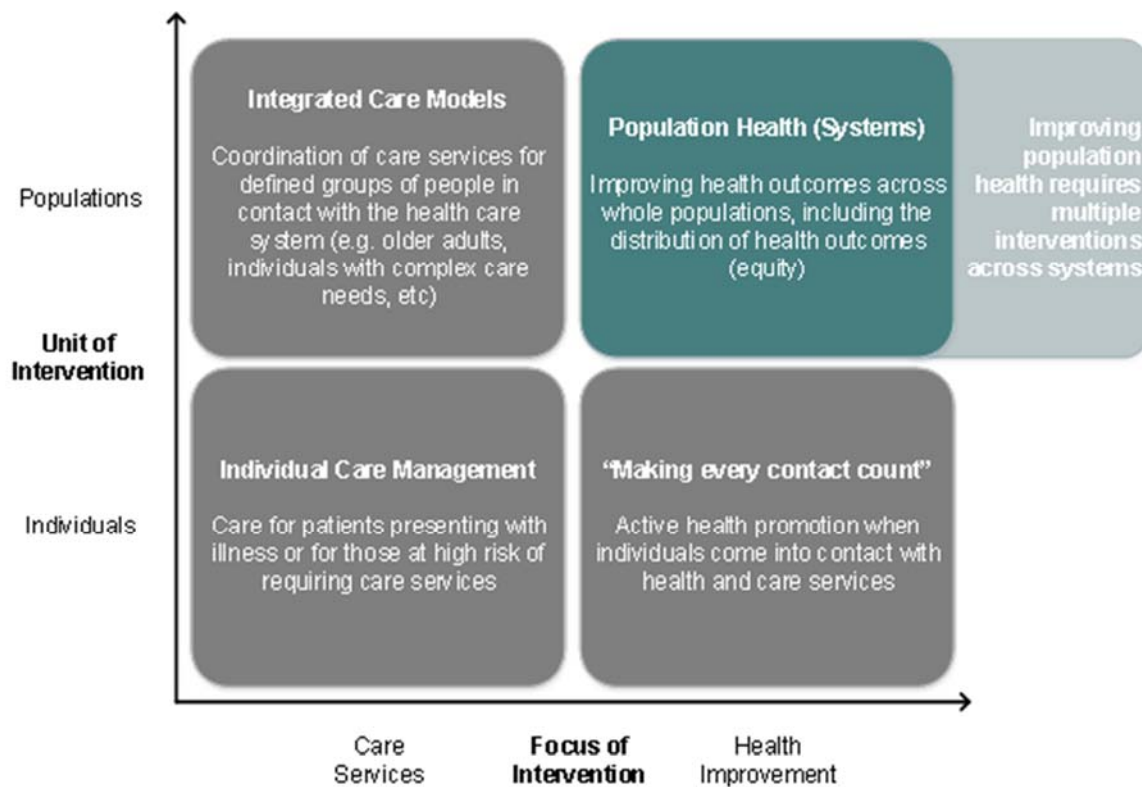 Integrated Care Models
Coordination of care services for
defined groups of people in
contact with the health care
system (e.g. older adults,
individuals with complex care
needs, etc)
Population Health (Systems)
Improving health outcomes across
whole populations, including the
distribution of health outcomes
(equity)
Improving
population
health requires
multiple
interventions
across systems
Populations
Unit of
Intervention
Individuals
Individual Care Management
Care for patients presenting with
illness or for those at high risk of
requiring care services
“Making every contact count”
Active health promotion when
individuals come into contact with
health and care services
Care
Services
Focus of
Intervention
Health
Improvement